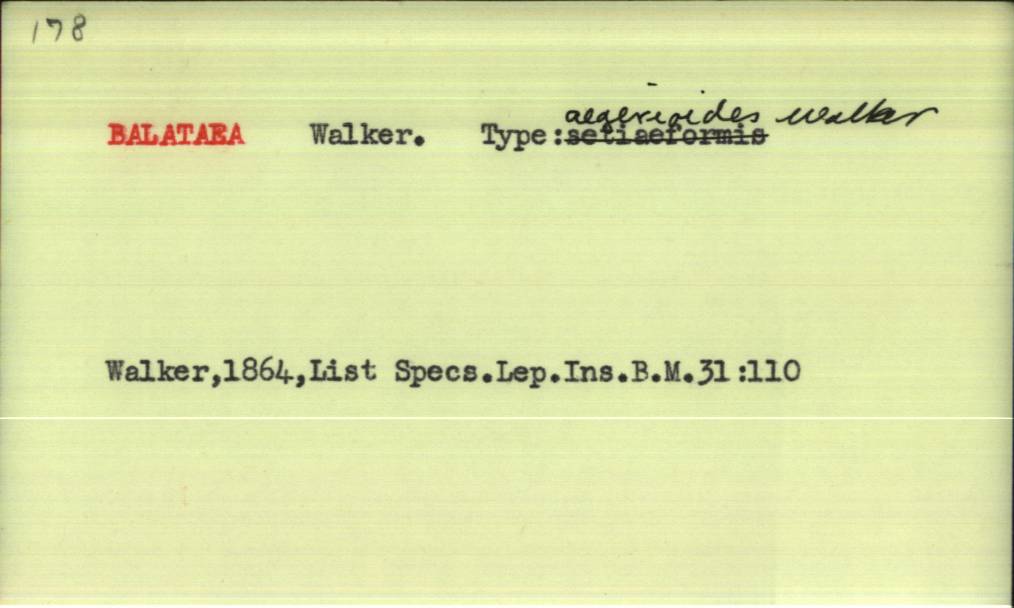 178
aegerioides Walker
BALATAEA Walker. Type:setiaeformis
Walker,1864,List Specs.Lep.Ins.B.M.31:110